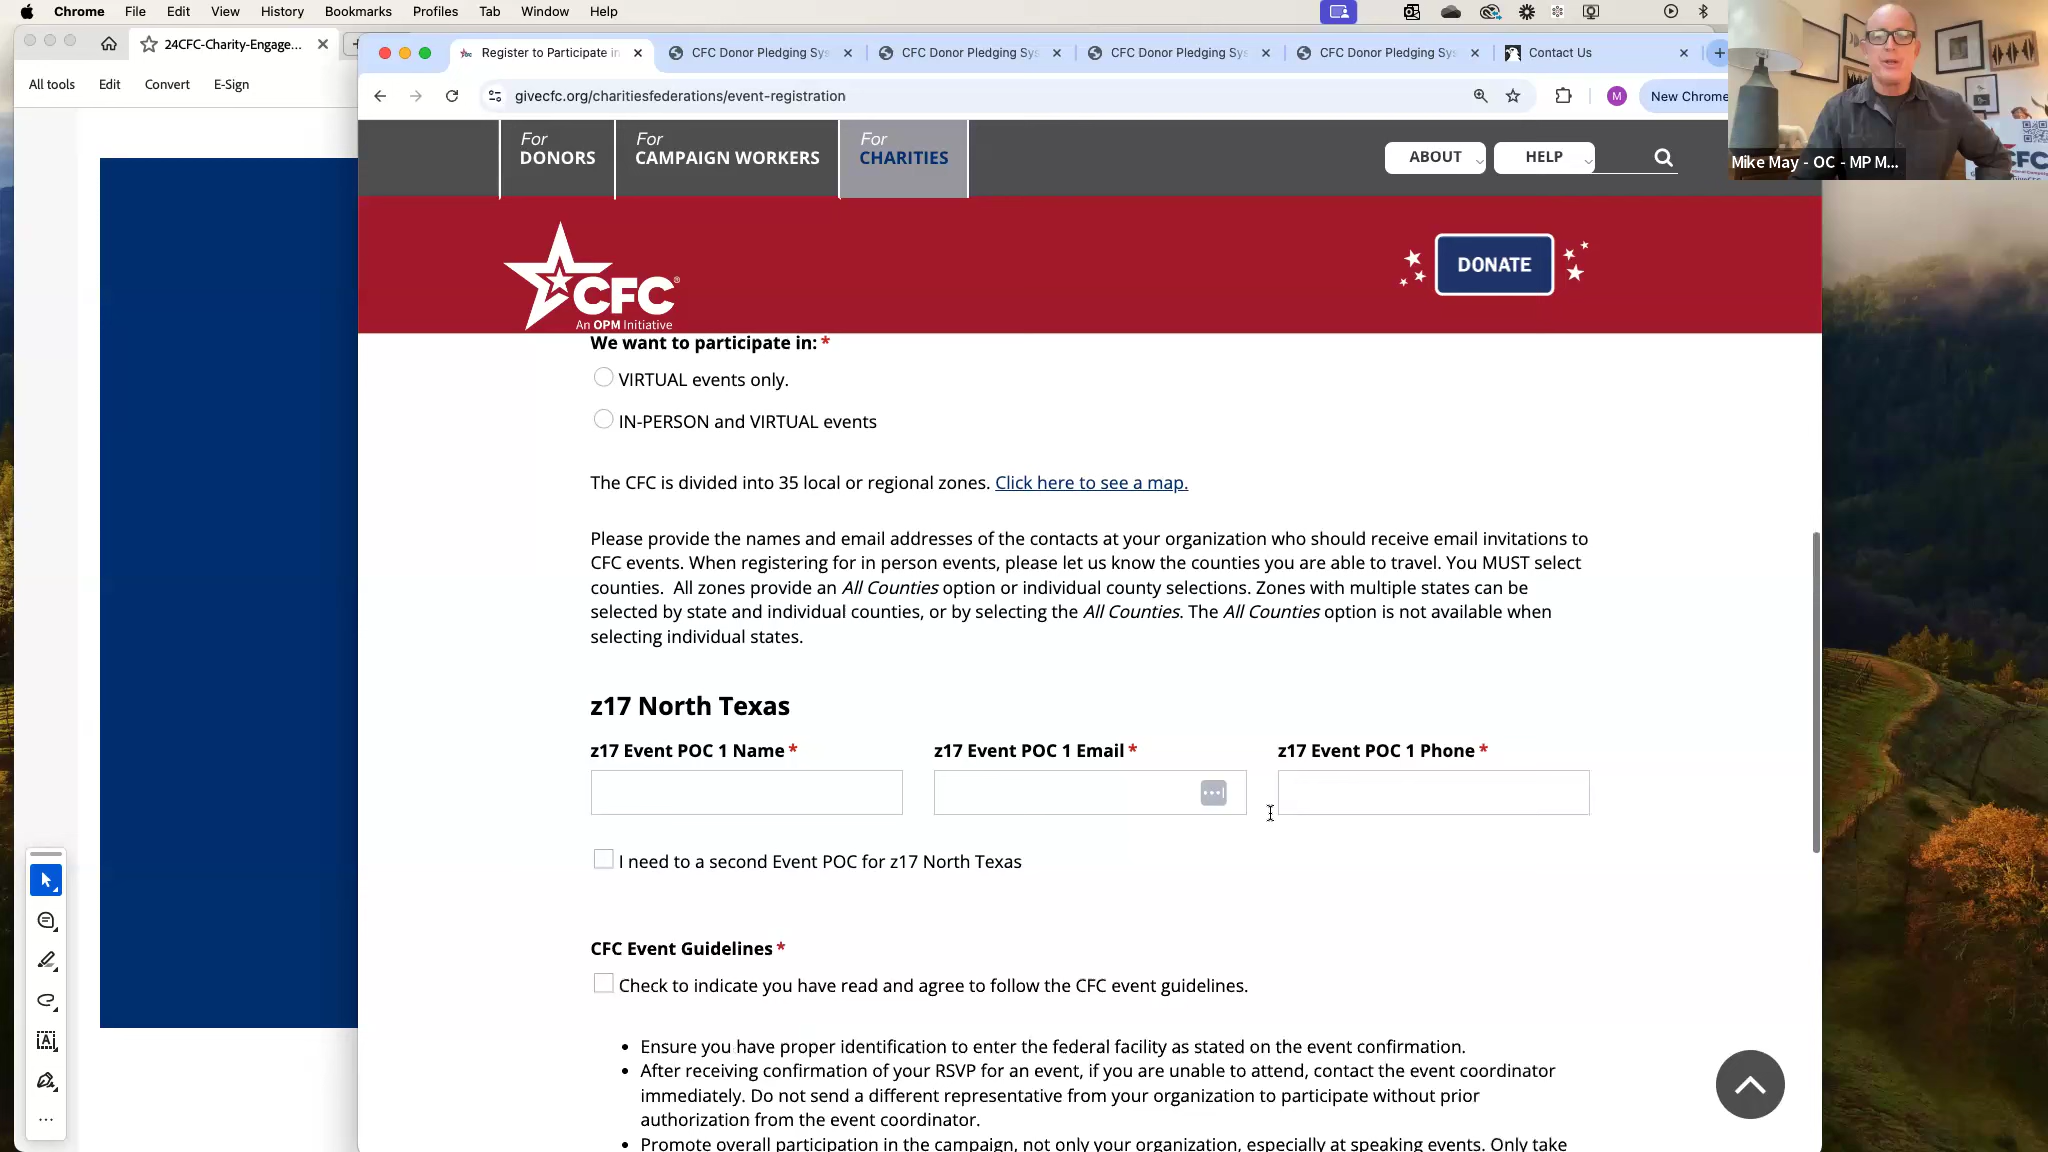 Chrome File Edit View History Bookmarks Profiles Tab Window Help
24CFC-Charity-Engage...
All tools Edit Convert E-Sign
Register to Participate in
CFC Donor Pledging Sys
CFC Donor Pledging Sys
CFC Donor Pledging Sys
CFC Donor Pledging Sys
Contact Us
givecfc.org/charitiesfederations/event-registration
M
New Chrome
Mike May - OC - MP M...
For
DONORS
For
CAMPAIGN WORKERS
For
CHARITIES
ABOUT
HELP
CFC®
An OPM Initiative
DONATE
We want to participate in: *
VIRTUAL events only.
IN-PERSON and VIRTUAL events
The CFC is divided into 35 local or regional zones. Click here to see a map.
Please provide the names and email addresses of the contacts at your organization who should receive email invitations to
CFC events. When registering for in person events, please let us know the counties you are able to travel. You MUST select
counties.  All zones provide an All Counties option or individual county selections. Zones with multiple states can be
selected by state and individual counties, or by selecting the All Counties. The All Counties option is not available when
selecting individual states.
z17 North Texas
z17 Event POC 1 Name *
z17 Event POC 1 Email *
z17 Event POC 1 Phone *
I need to a second Event POC for z17 North Texas
CFC Event Guidelines *
Check to indicate you have read and agree to follow the CFC event guidelines.
• Ensure you have proper identification to enter the federal facility as stated on the event confirmation.
• After receiving confirmation of your RSVP for an event, if you are unable to attend, contact the event coordinator
immediately. Do not send a different representative from your organization to participate without prior
authorization from the event coordinator.
• Promote overall participation in the campaign, not only your organization, especially at speaking events. Only take